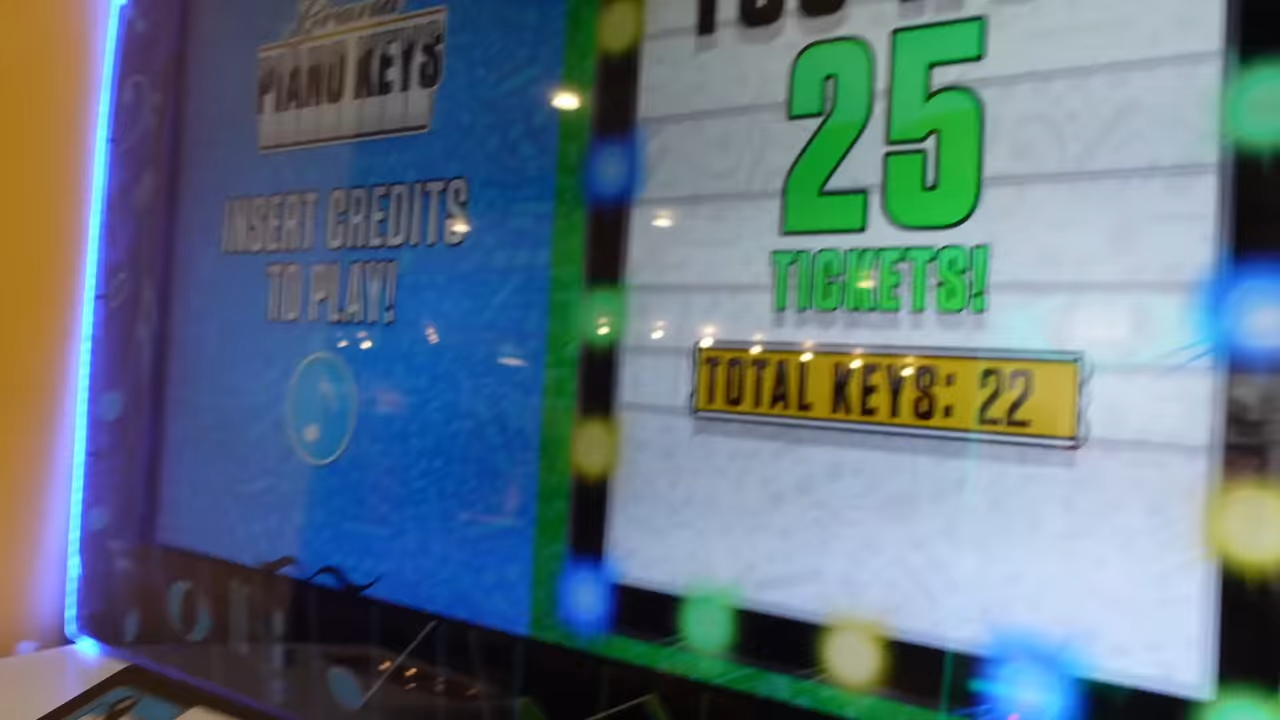 PIANO KEYS
INSERT CREDITS
TO PLAY!
25
TICKETS!
TOTAL KEYS: 22